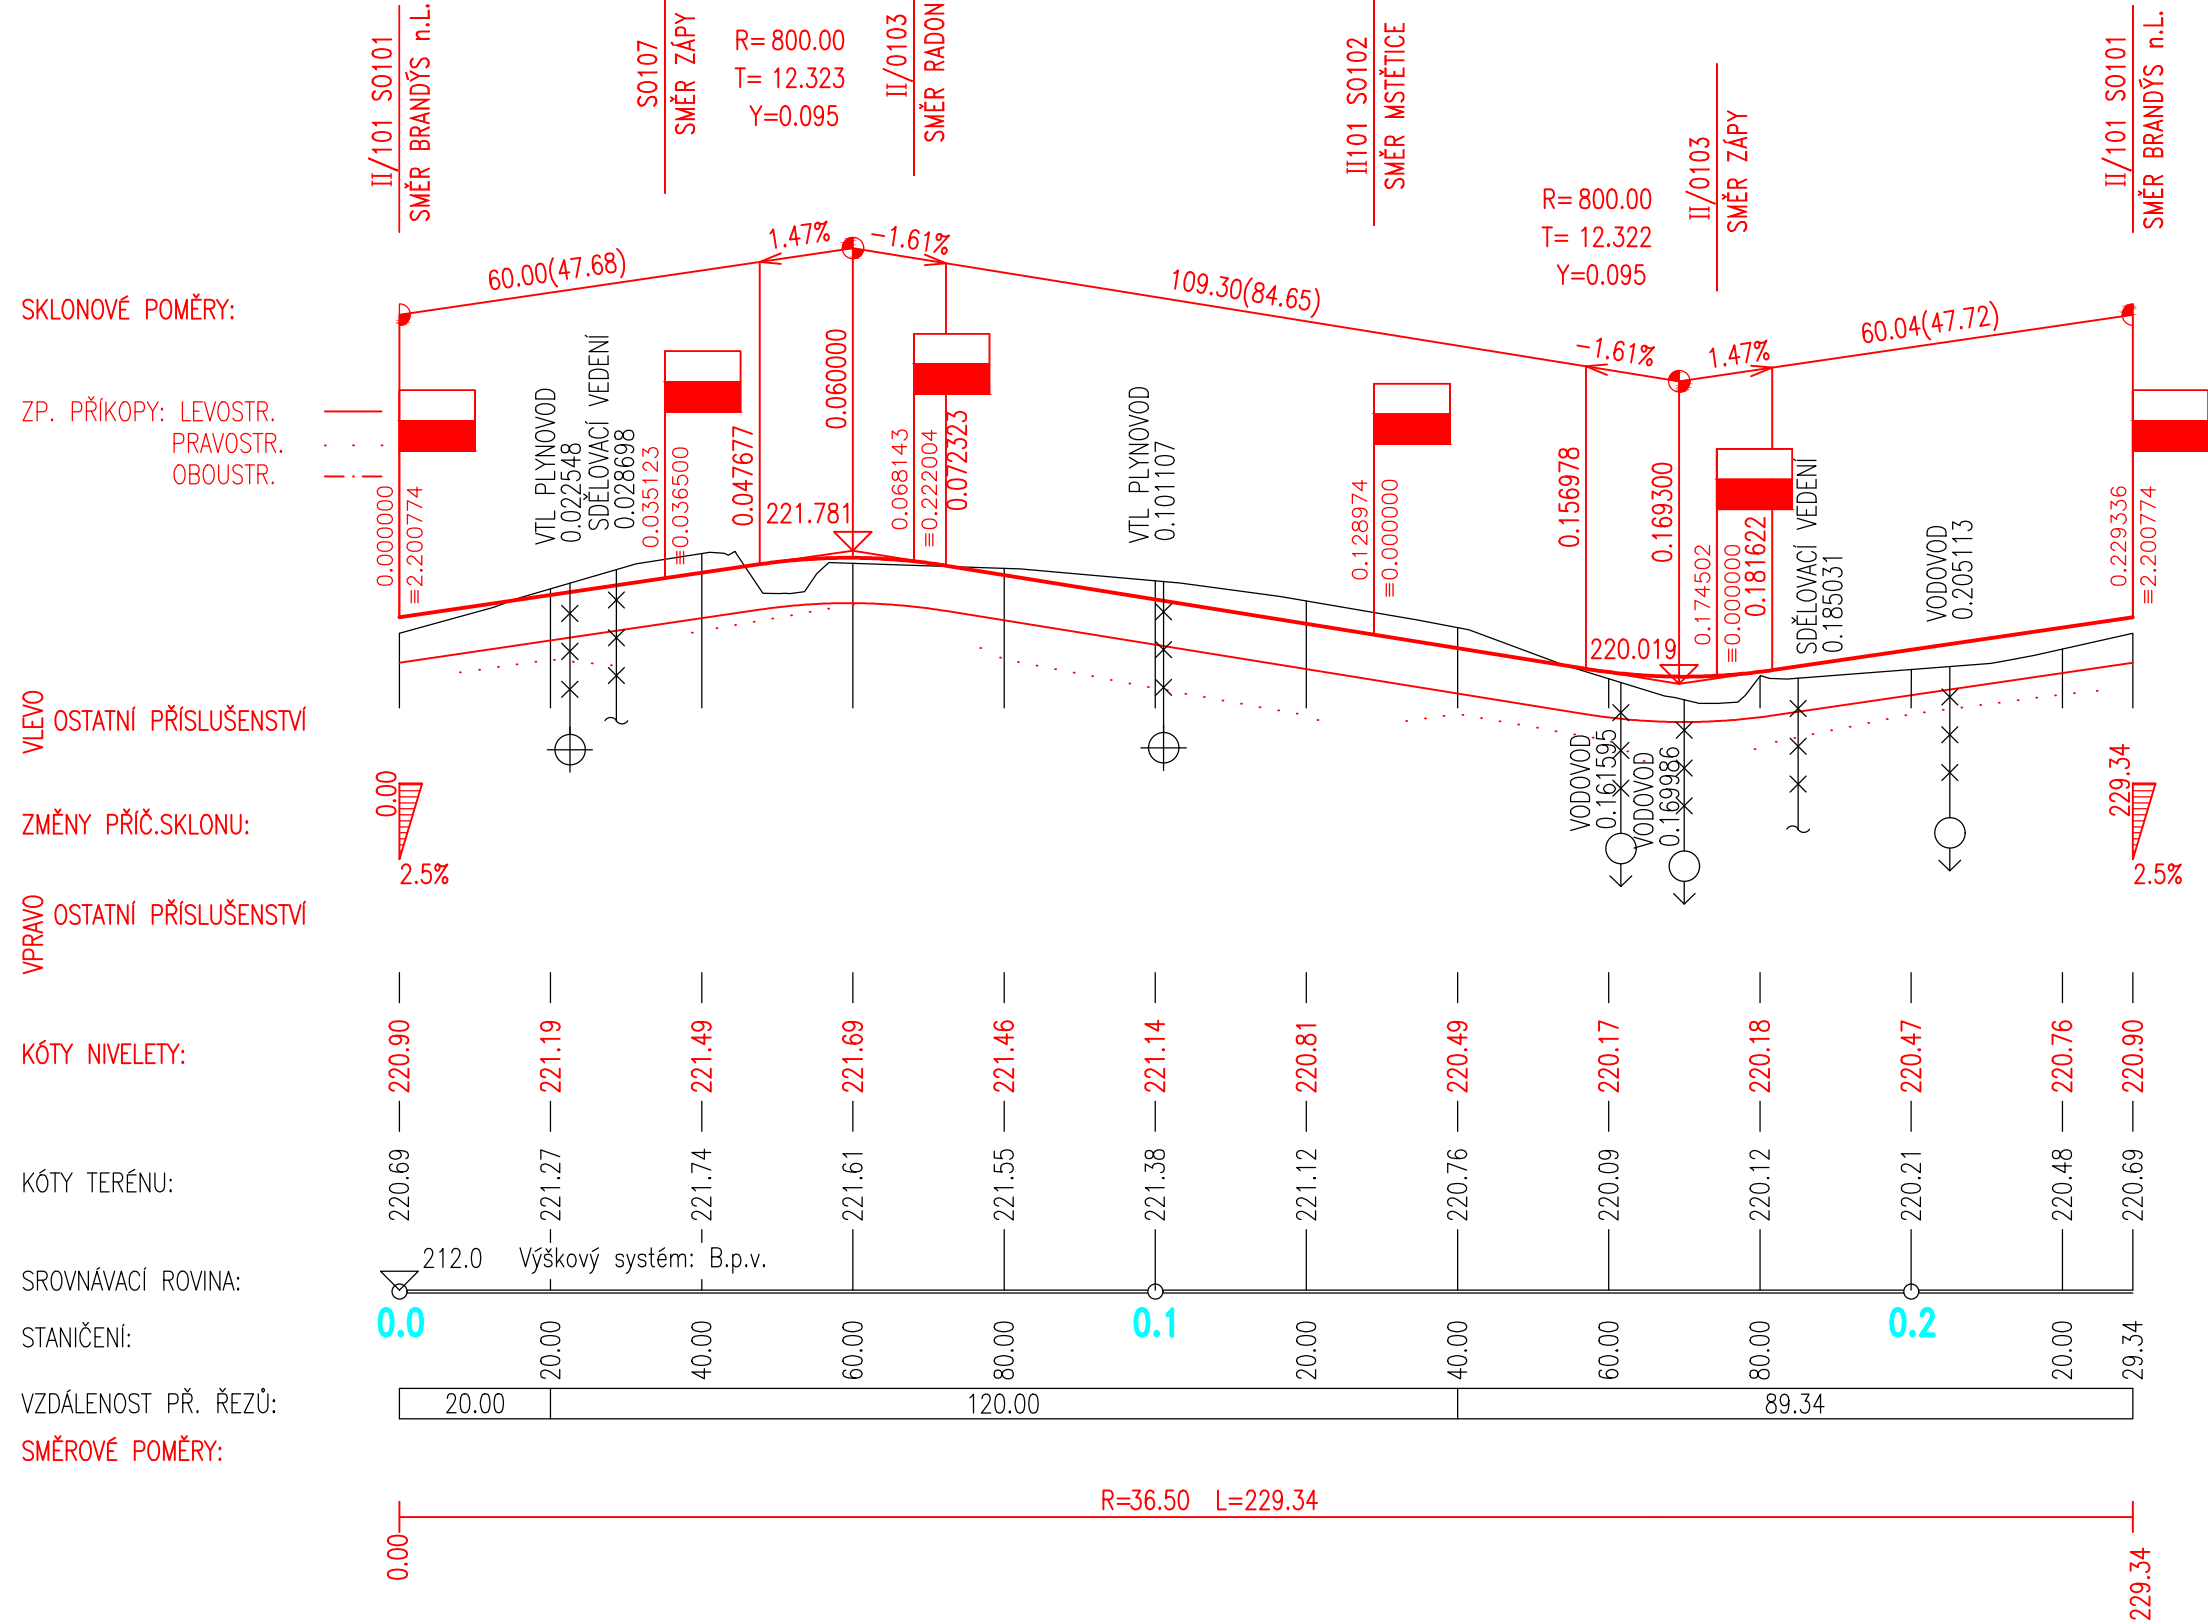 II/101 SO101
SMĚR BRANDÝS n.L.
SO107
SMĚR ZÁPY
R= 800.00
T= 12.323
Y=0.095
II/0103
SMĚR RADON
II101 SO102
SMĚR MSTĚTICE
R= 800.00
T= 12.322
Y=0.095
II/0103
SMĚR ZÁPY
II/101 SO101
SMĚR BRANDÝS n.L.
SKLONOVÉ POMĚRY:
60.00(47.68)
1.47%
-1.61%
109.30(84.65)
-1.61%
1.47%
60.04(47.72)
ZP. PŘÍKOPY: LEVOSTR.
PRAVOSTR.
OBOUSTR.
0.000000
≡2.200774
VTL PLYNOVOD
0.022548
SDĚLOVACÍ VEDENÍ
0.028698
0.035123
≡0.036500
0.047677
221.781
0.060000
0.068143
≡0.222004
0.072323
VTL PLYNOVOD
0.101107
0.128974
≡0.000000
0.156978
220.019
0.169300
0.174502
≡0.000000
0.181622
SDĚLOVACÍ VEDENÍ
0.185031
VODOVOD
0.205113
0.229336
≡2.200774
VODOVOD
0.161595
VODOVOD
0.169986
VLEVO
OSTATNÍ PŘÍSLUŠENSTVÍ
ZMĚNY PŘÍČ.SKLONU:
0.00
2.5%
229.34
2.5%
VPRAVO
OSTATNÍ PŘÍSLUŠENSTVÍ
KÓTY NIVELETY:
220.90 221.19 221.49 221.69 221.46 221.14 220.81 220.49 220.17 220.18 220.47 220.76 220.90
KÓTY TERÉNU:
220.69 221.27 221.74 221.61 221.55 221.38 221.12 220.76 220.09 220.12 220.21 220.48 220.69
212.0 Výškový systém: B.p.v.
SROVNÁVACÍ ROVINA:
0.0 0.1 0.2
STANIČENÍ:
20.00 40.00 60.00 80.00 20.00 40.00 60.00 80.00 20.00 29.34
VZDÁLENOST PŘ. ŘEZŮ:
20.00 120.00 89.34
SMĚROVÉ POMĚRY:
R=36.50 L=229.34
0.00
229.34